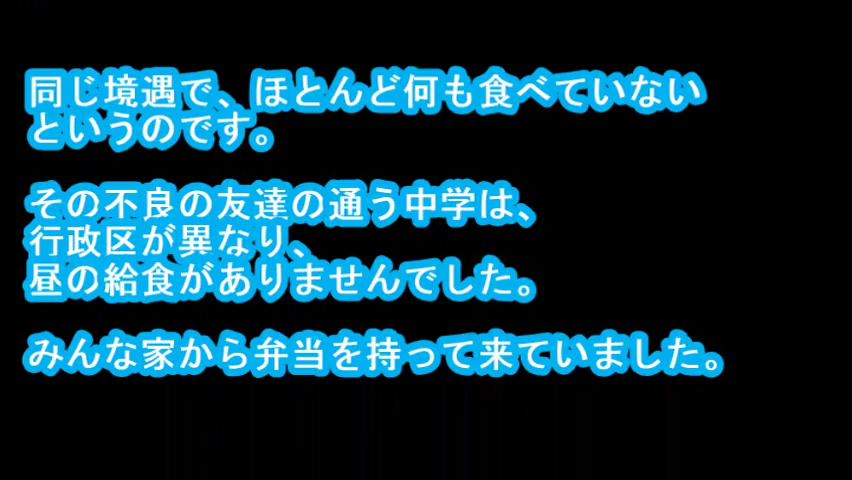 同じ境遇で、ほとんど何も食べていない
というのです。
その不良の友達の通う中学は、
行政区が異なり、
昼の給食がありませんでした。
みんな家から弁当を持って来ていました。